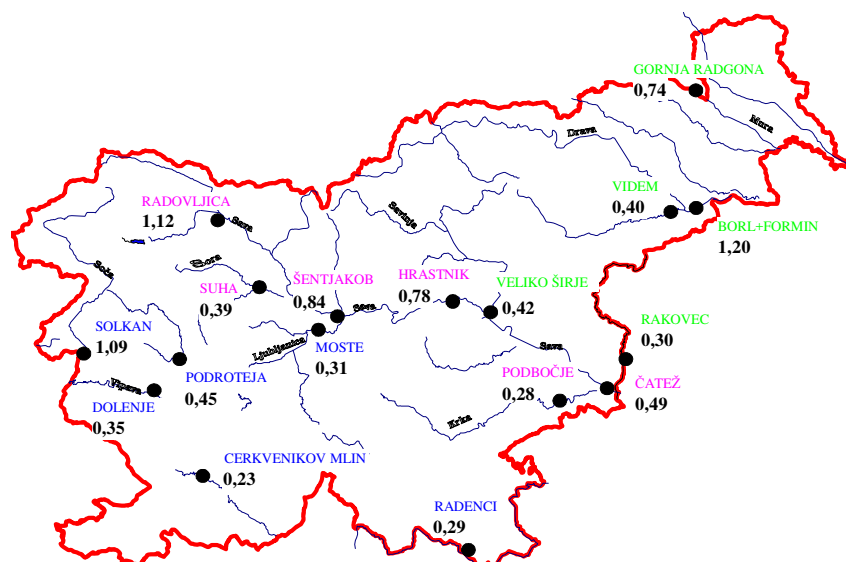 GORNJA RADGONA
0,74
Mura
Drava
VIDEM
0,40
BORL+FORMIN
1,20
RADOVLJICA
1,12
Sava
Savinja
Sora
Soča
SUHA
0,39
ŠENTJAKOB
0,84
HRASTNIK
0,78
VELIKO ŠIRJE
0,42
Sava
SOLKAN
1,09
Ljubljanica
MOSTE
0,31
Sava
RAKOVEC
0,30
PODROTEJA
0,45
PODBOČJE
0,28
ČATEŽ
0,49
Vipava
DOLENJE
0,35
Krka
CERKVENIKOV MLIN
0,23
RADENCI
0,29